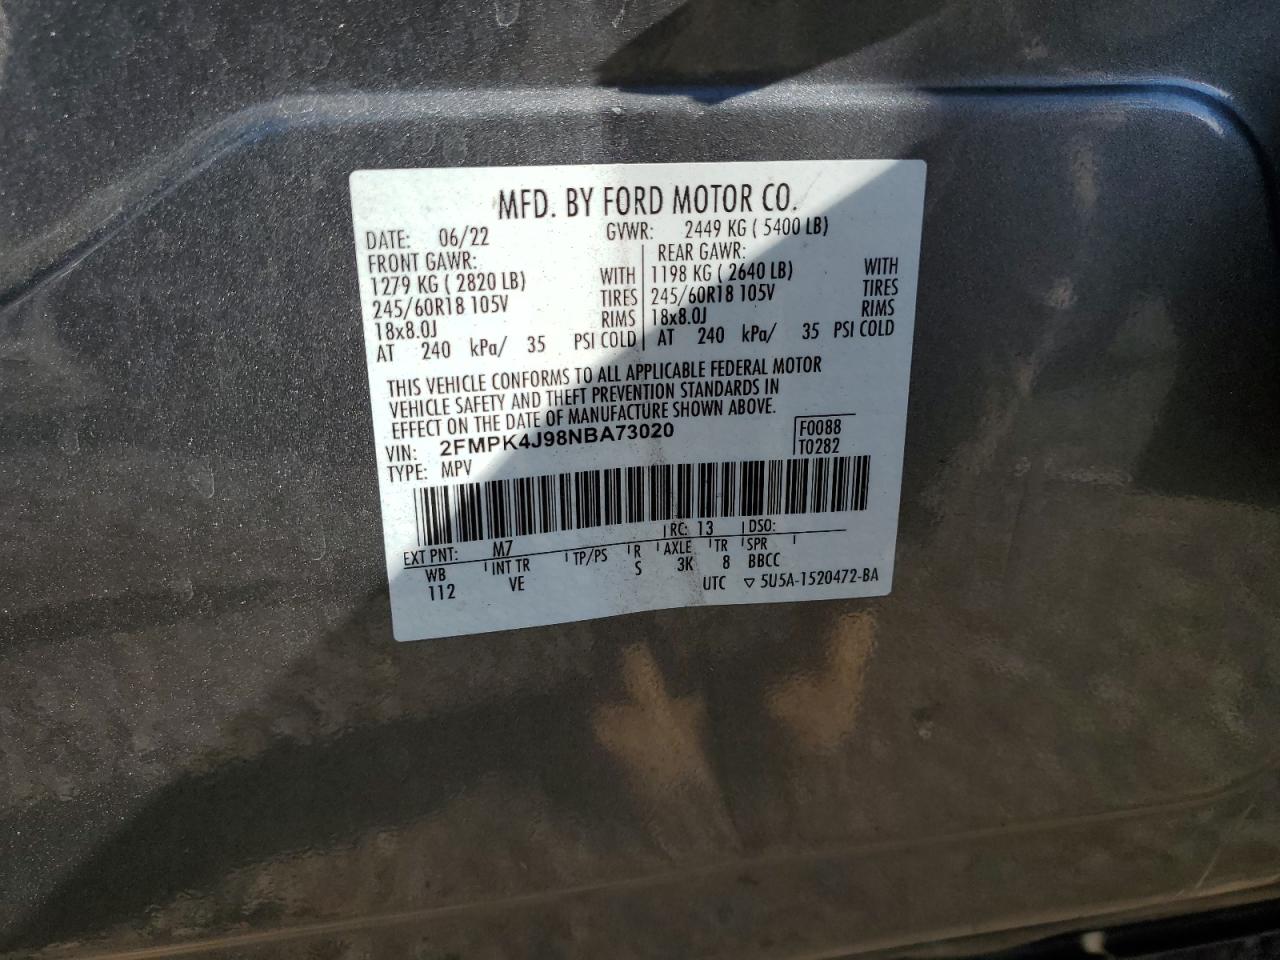 MFD. BY FORD MOTOR CO.
DATE: 06/22 GVWR: 2449 KG ( 5400 LB)
FRONT GAWR: REAR GAWR:
1279 KG ( 2820 LB) WITH 1198 KG ( 2640 LB) WITH
245/60R18 105V TIRES 245/60R18 105V TIRES
18x8.0J RIMS 18x8.0J RIMS
AT 240 kPa/ 35 PSI COLD AT 240 kPa/ 35 PSI COLD
THIS VEHICLE CONFORMS TO ALL APPLICABLE FEDERAL MOTOR
VEHICLE SAFETY AND THEFT PREVENTION STANDARDS IN
EFFECT ON THE DATE OF MANUFACTURE SHOWN ABOVE.
VIN: 2FMPK4J98NBA73020 F0088
TYPE: MPV T0282
EXT PNT: M7 RC: 13 DSO:
WB INT TR TP/PS R AXLE TR SPR
112 VE S 3K 8 BBCC
UTC ▽ 5U5A-1520472-BA